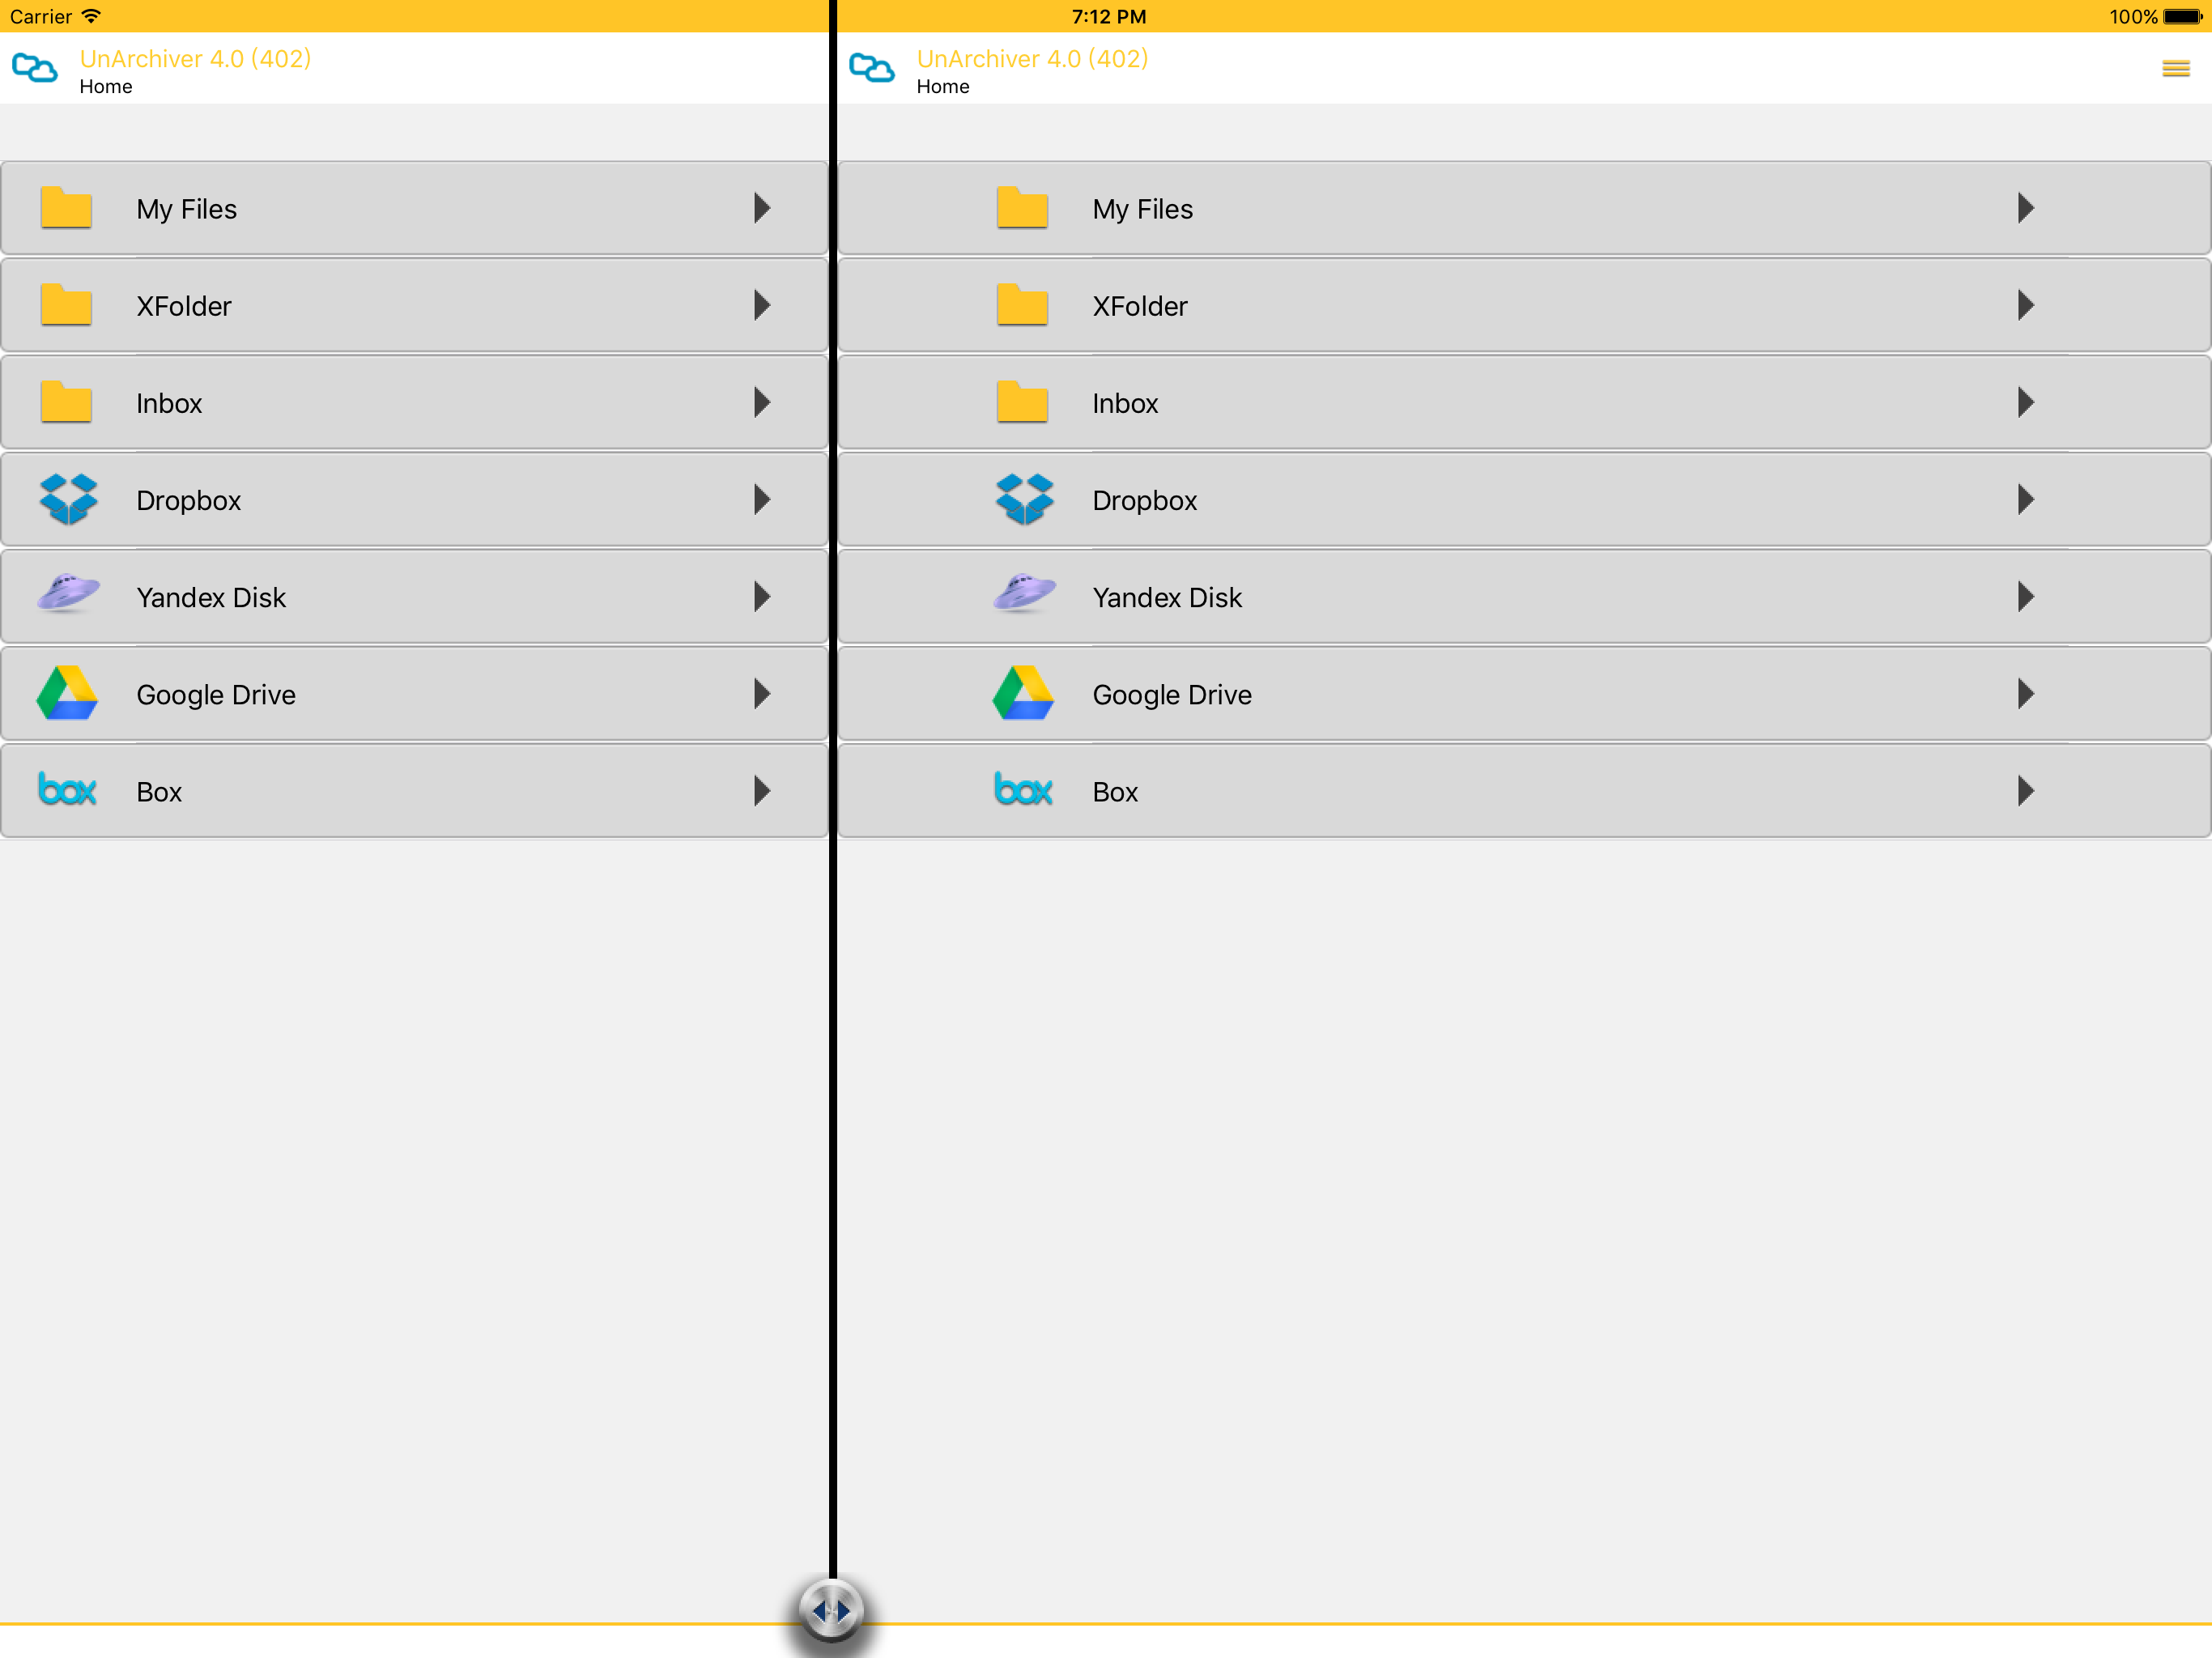 Carrier 7:12 PM 100%
UnArchiver 4.0 (402)
Home
My Files
XFolder
Inbox
Dropbox
Yandex Disk
Google Drive
box Box
UnArchiver 4.0 (402)
Home
My Files
XFolder
Inbox
Dropbox
Yandex Disk
Google Drive
box Box